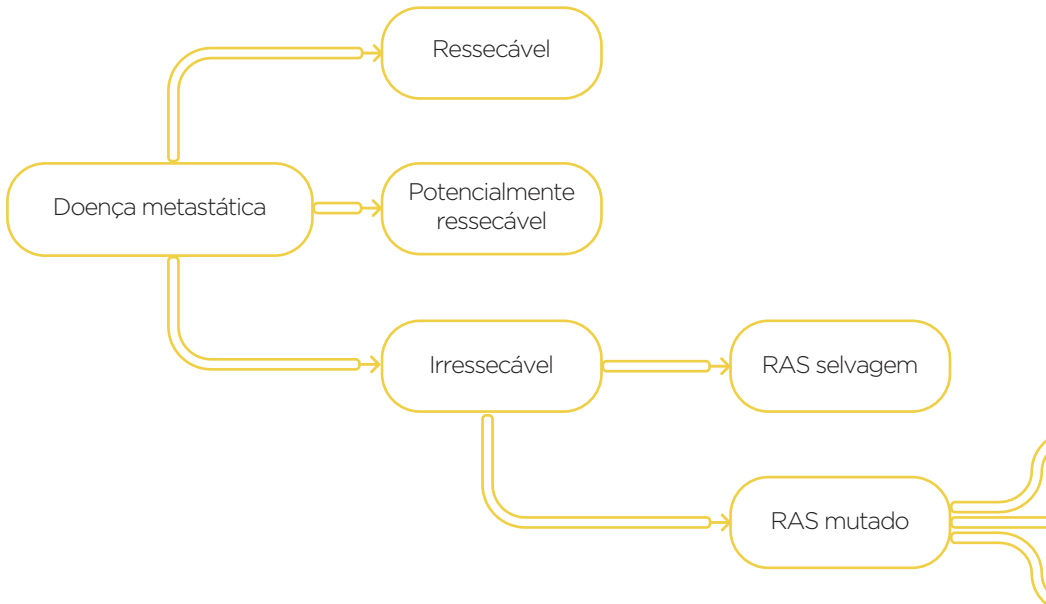 Ressecável
Doença metastática
Potencialmente
ressecável
Irressecável
RAS selvagem
RAS mutado